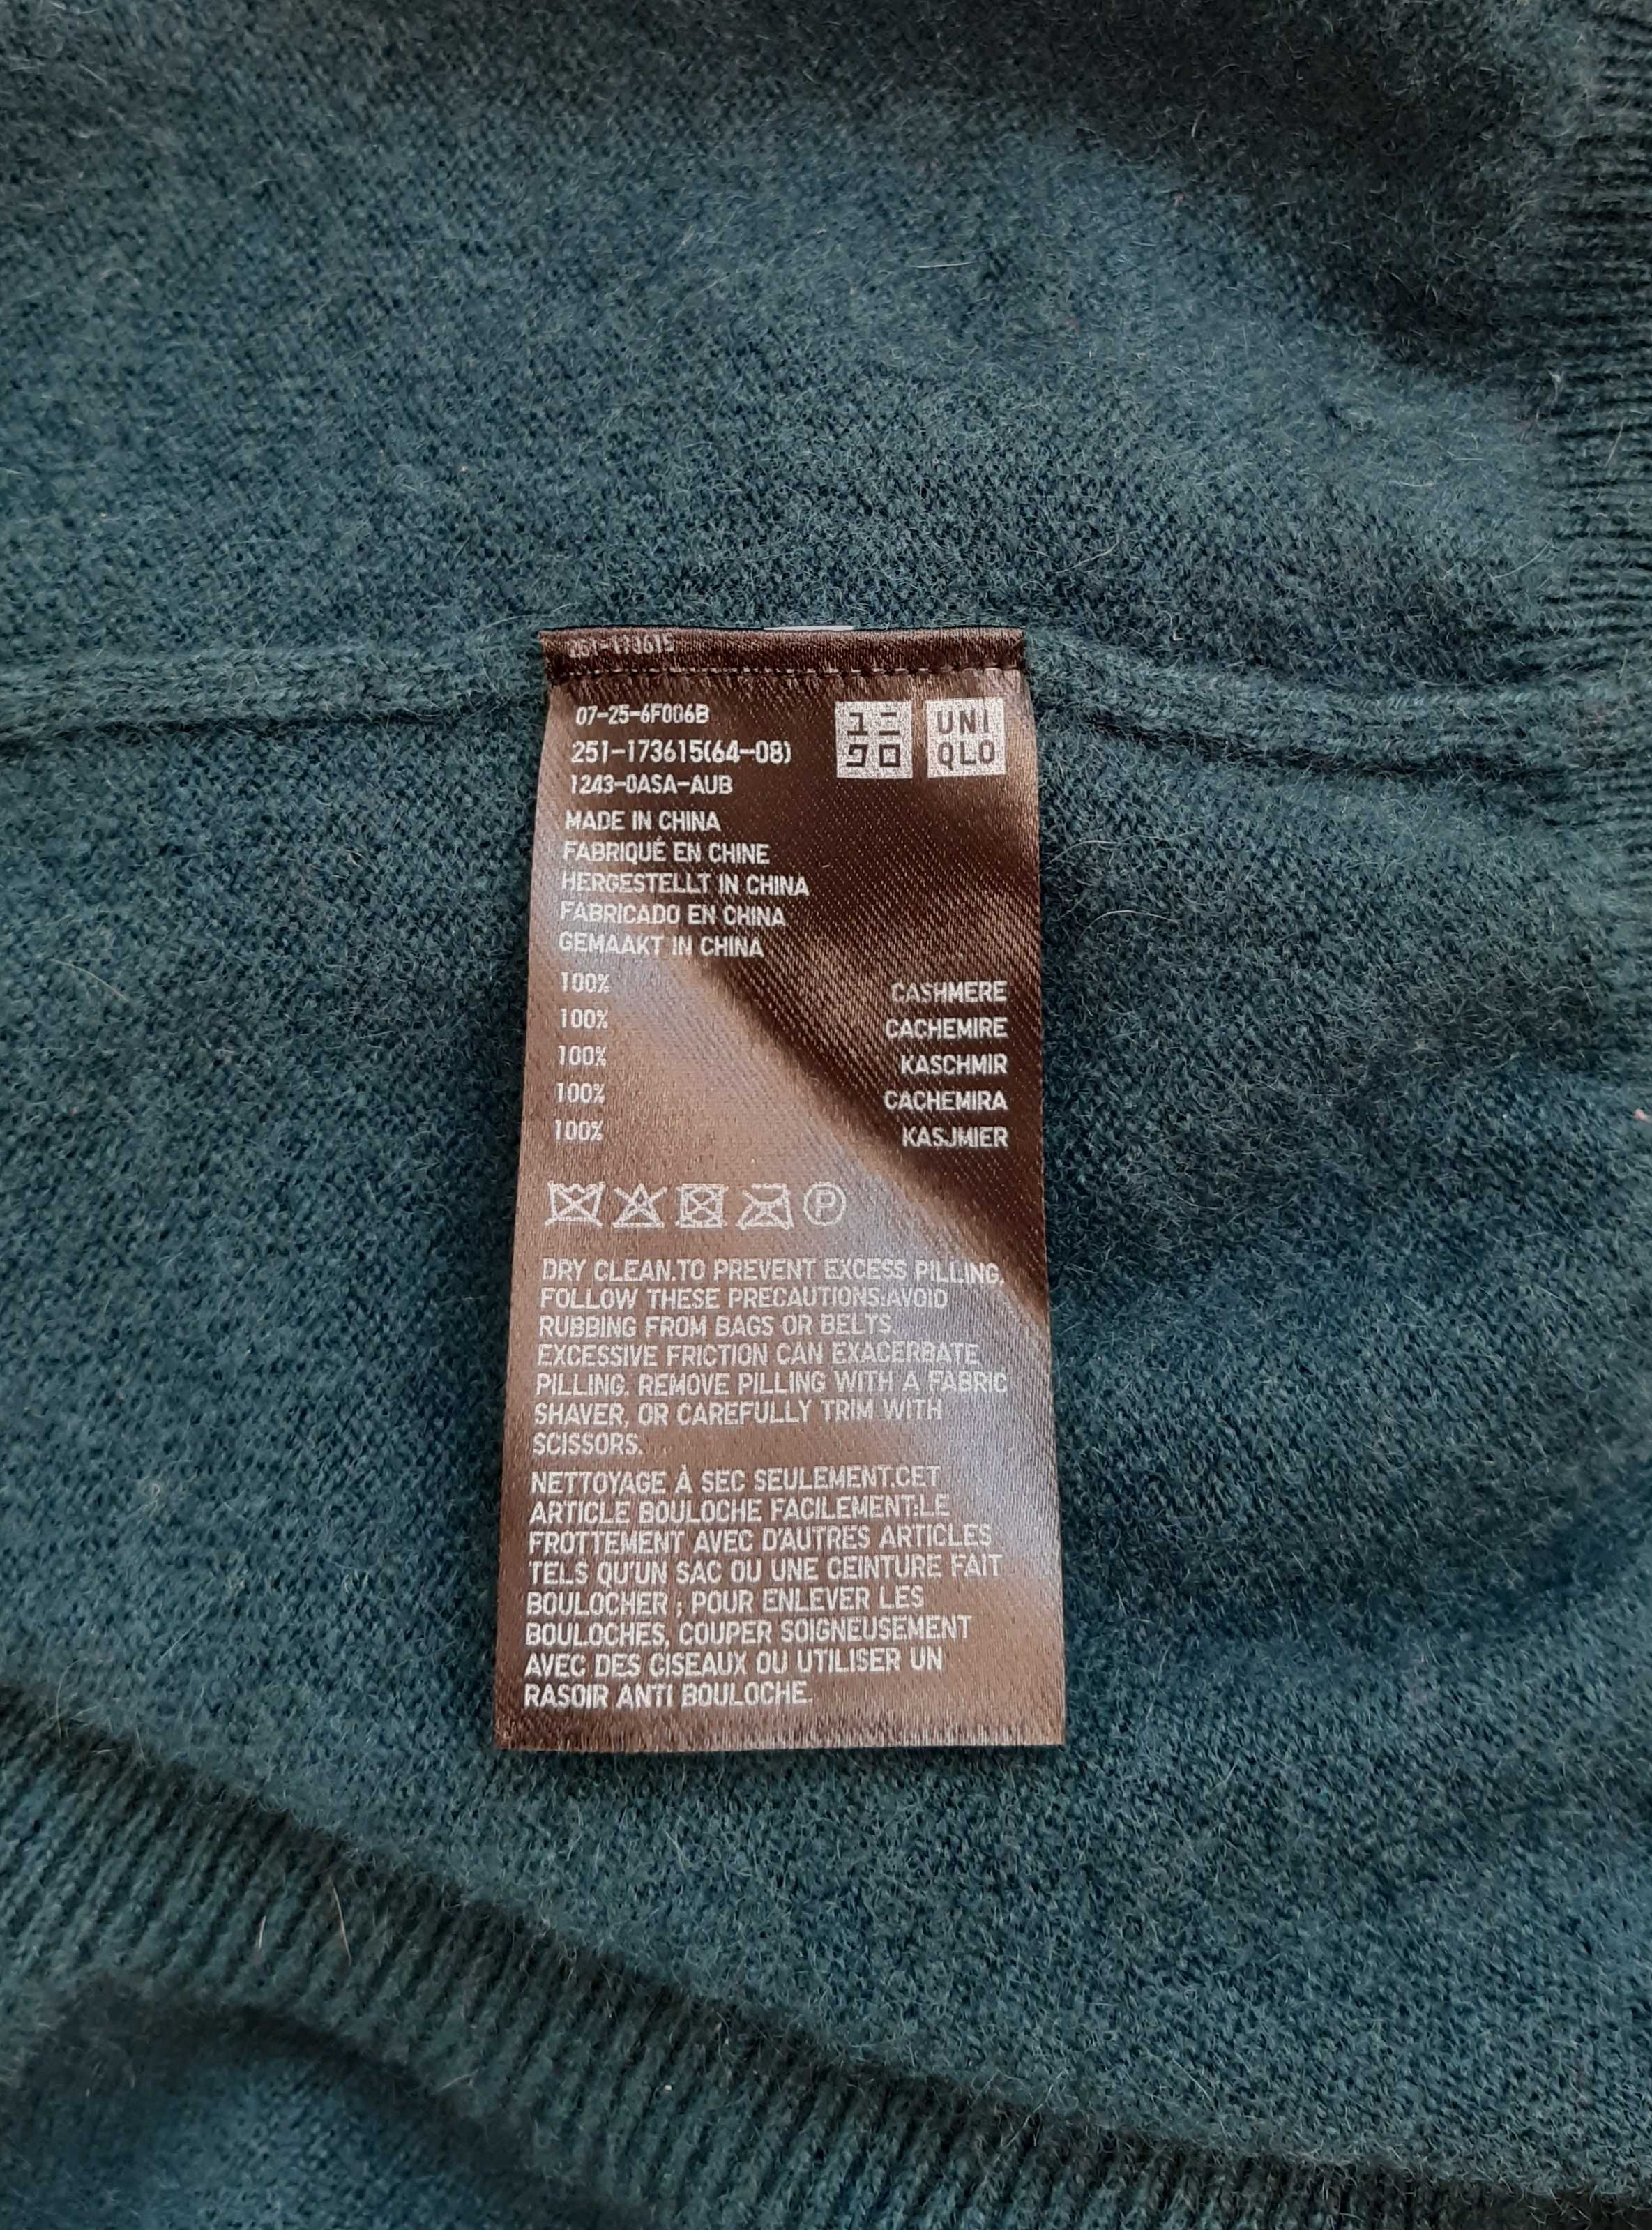 251-173615
07-25-6F006B
251-173615(64-08)
1243-0ASA-AUB
ユニ
クロ
UNI
QLO
MADE IN CHINA
FABRIQUÉ EN CHINE
HERGESTELLT IN CHINA
FABRICADO EN CHINA
GEMAAKT IN CHINA
100% CASHMERE
100% CACHEMIRE
100% KASCHMIR
100% CACHEMIRA
100% KASJMIER
P
DRY CLEAN.TO PREVENT EXCESS PILLING,
FOLLOW THESE PRECAUTIONS:AVOID
RUBBING FROM BAGS OR BELTS.
EXCESSIVE FRICTION CAN EXACERBATE
PILLING. REMOVE PILLING WITH A FABRIC
SHAVER, OR CAREFULLY TRIM WITH
SCISSORS.
NETTOYAGE À SEC SEULEMENT.CET
ARTICLE BOULOCHE FACILEMENT:LE
FROTTEMENT AVEC D'AUTRES ARTICLES
TELS QU'UN SAC OU UNE CEINTURE FAIT
BOULOCHER ; POUR ENLEVER LES
BOULOCHES, COUPER SOIGNEUSEMENT
AVEC DES CISEAUX OU UTILISER UN
RASOIR ANTI BOULOCHE.